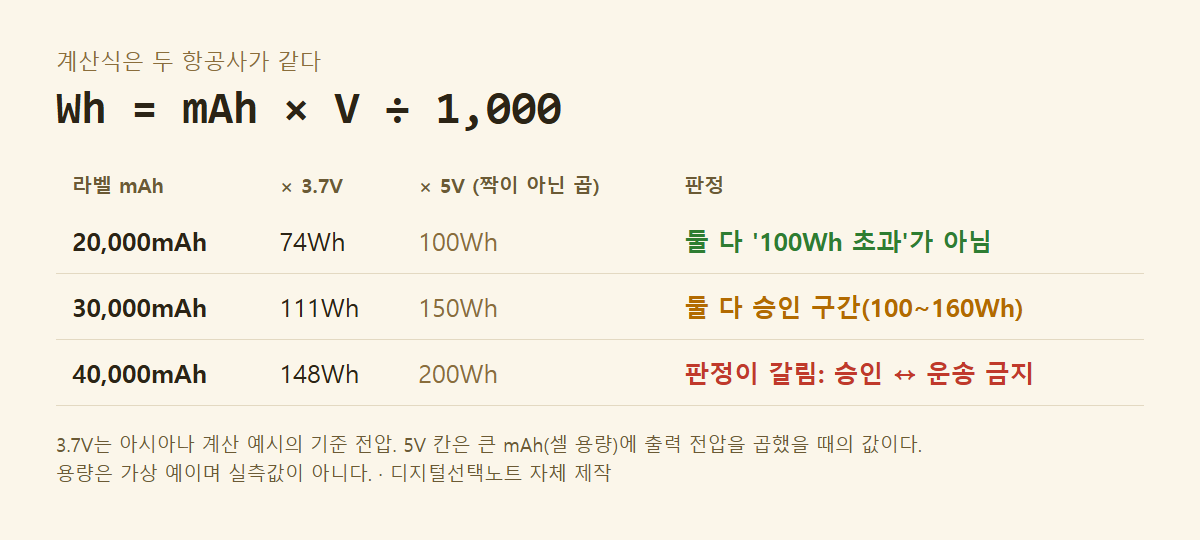 계산식은 두 항공사가 같다
Wh = mAh × V ÷ 1,000
라벨 mAh × 3.7V × 5V (짝이 아닌 곱) 판정
20,000mAh 74Wh 100Wh 둘 다 '100Wh 초과'가 아님
30,000mAh 111Wh 150Wh 둘 다 승인 구간(100~160Wh)
40,000mAh 148Wh 200Wh 판정이 갈림: 승인 ↔ 운송 금지
3.7V는 아시아나 계산 예시의 기준 전압. 5V 칸은 큰 mAh(셀 용량)에 출력 전압을 곱했을 때의 값이다.
용량은 가상 예이며 실측값이 아니다. · 디지털선택노트 자체 제작